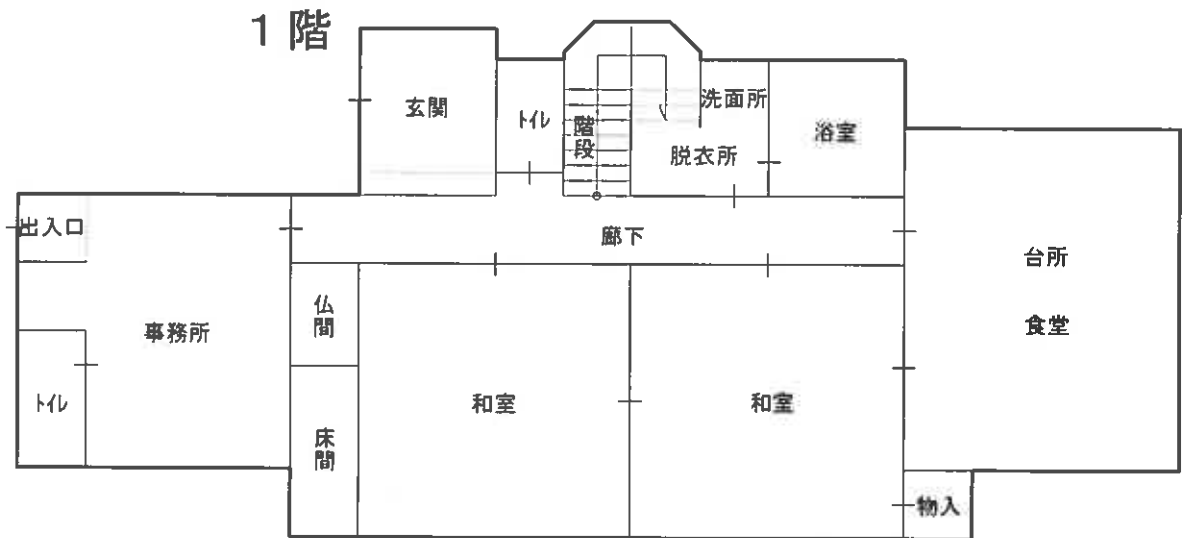 1階
玄関
トイレ
階段
洗面所
脱衣所
浴室
出入口
廊下
台所
食堂
事務所
仏間
トイレ
和室
和室
床間
物入